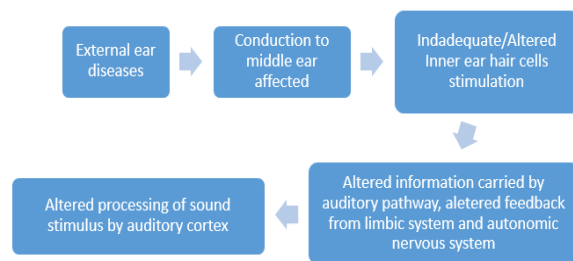 External ear
diseases
Conduction to
middle ear
affected
Indadequate/Altered
Inner ear hair cells
stimulation
Altered information carried by
auditory pathway, aletered feedback
from limbic system and autonomic
nervous system
Altered processing of sound
stimulus by auditory cortex